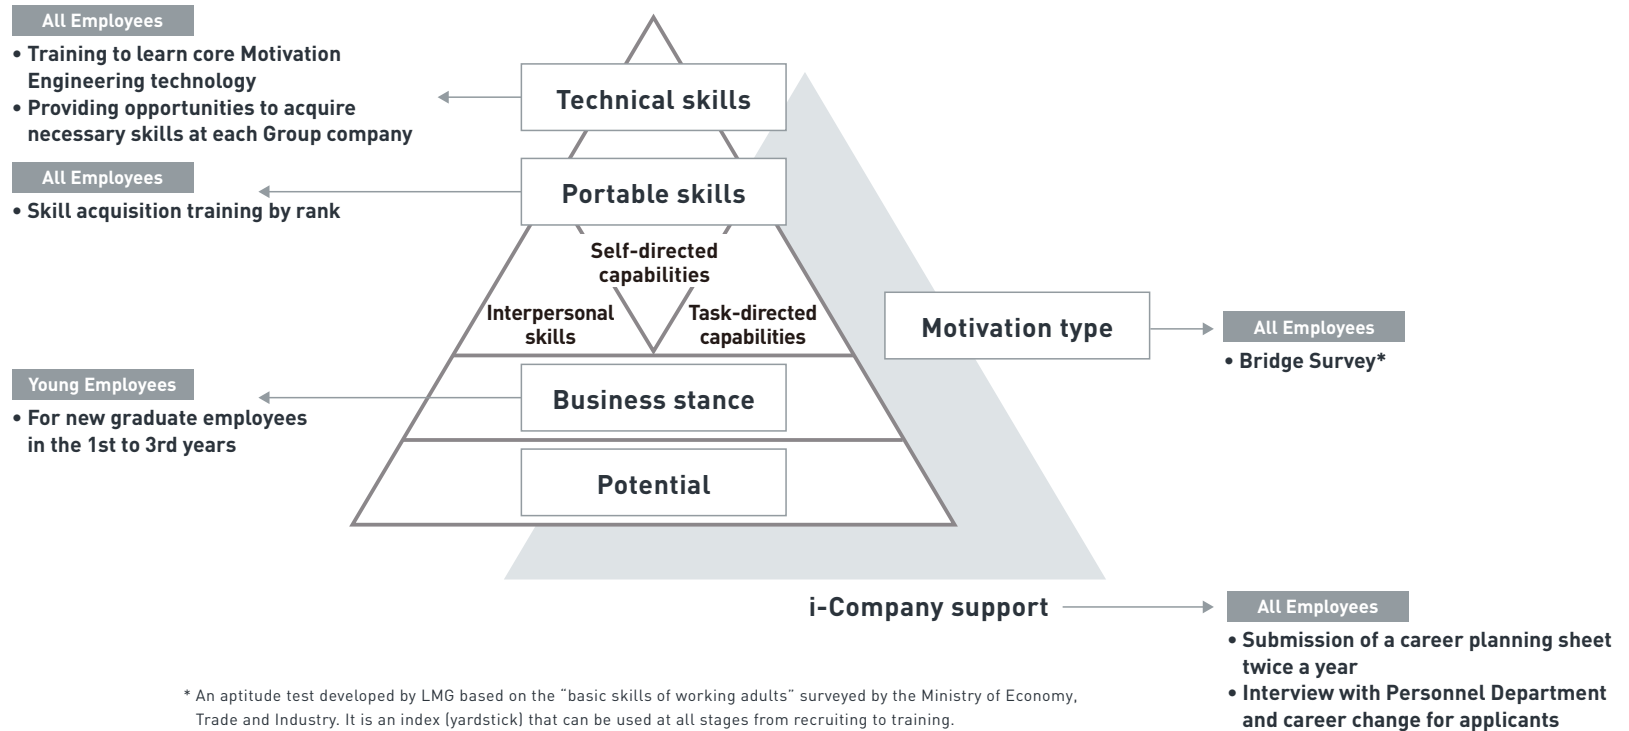 All Employees
• Training to learn core Motivation
Engineering technology
• Providing opportunities to acquire
necessary skills at each Group company
All Employees
• Skill acquisition training by rank
Young Employees
• For new graduate employees
in the 1st to 3rd years
Technical skills
Portable skills
Self-directed
capabilities
Interpersonal
skills
Task-directed
capabilities
Business stance
Potential
Motivation type
All Employees
• Bridge Survey*
i-Company support
All Employees
• Submission of a career planning sheet
twice a year
• Interview with Personnel Department
and career change for applicants
* An aptitude test developed by LMG based on the “basic skills of working adults” surveyed by the Ministry of Economy,
Trade and Industry. It is an index (yardstick) that can be used at all stages from recruiting to training.